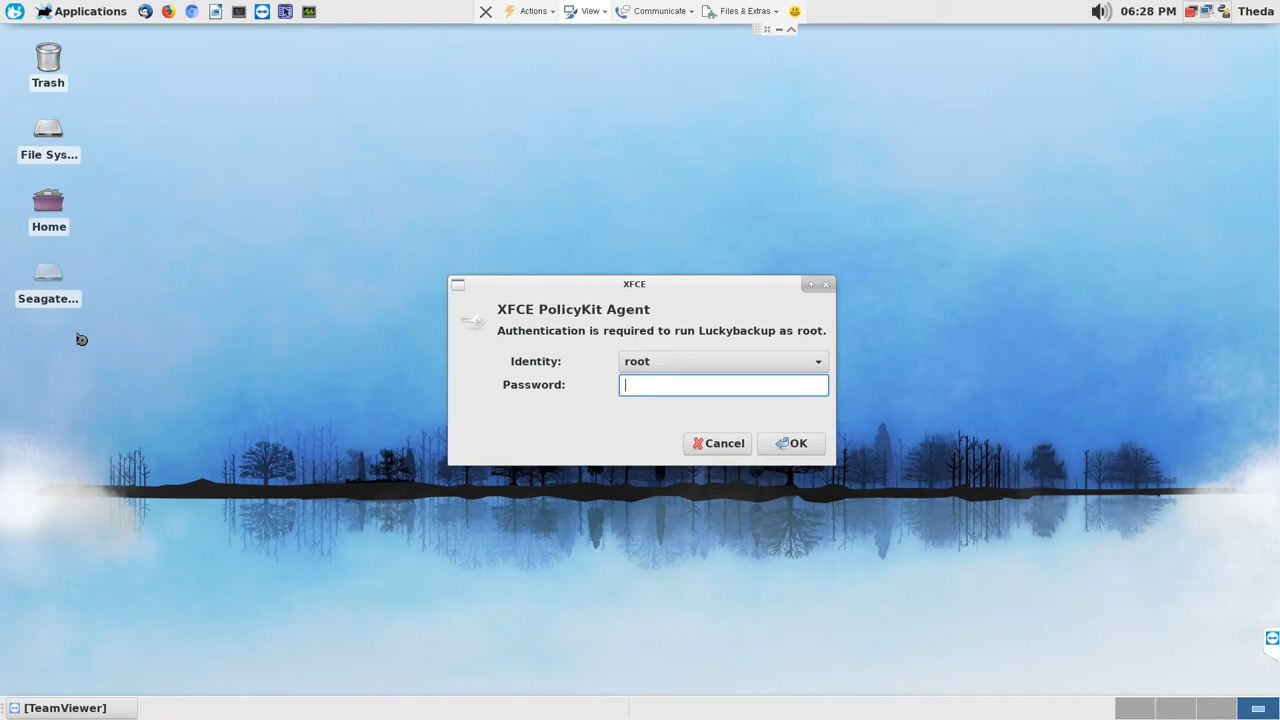 Applications
Actions
View
Communicate
Files & Extras
06:28 PM
Theda
Trash
File Sys...
Home
Seagate...
XFCE
XFCE PolicyKit Agent
Authentication is required to run Luckybackup as root.
Identity:
root
Password:
Cancel
OK
[TeamViewer]